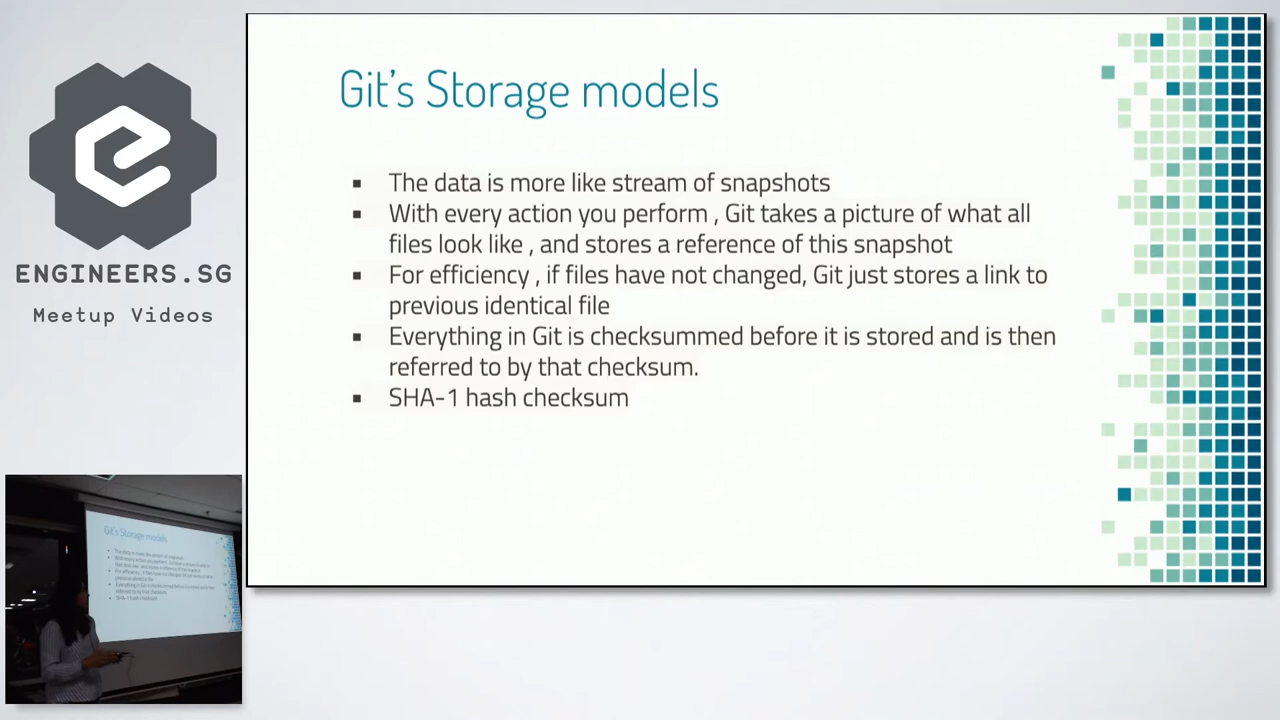 ENGINEERS.SG
Meetup Videos
Git's Storage models
▪ The data is more like stream of snapshots
▪ With every action you perform , Git takes a picture of what all
files look like , and stores a reference of this snapshot
▪ For efficiency , if files have not changed, Git just stores a link to
previous identical file
▪ Everything in Git is checksummed before it is stored and is then
referred to by that checksum.
▪ SHA-1 hash checksum
Git's Storage models